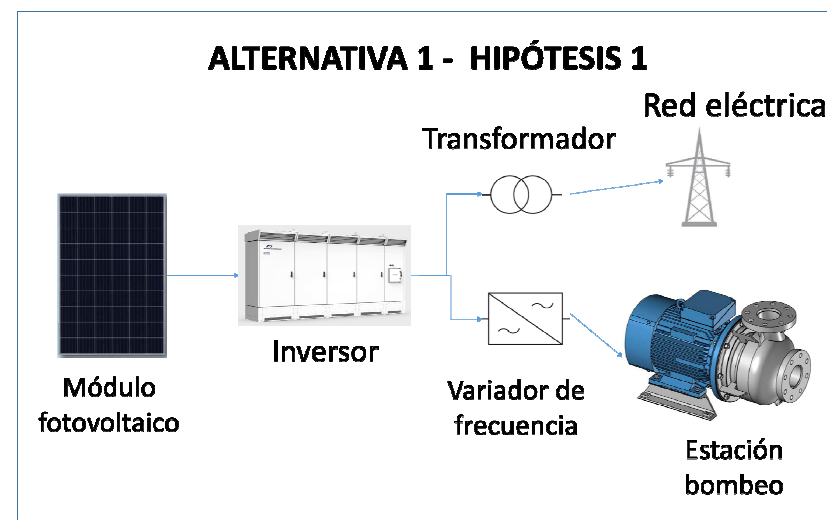 ALTERNATIVA 1 - HIPÓTESIS 1
Red eléctrica
Transformador
Inversor
Módulo
fotovoltaico
Variador de
frecuencia
Estación
bombeo